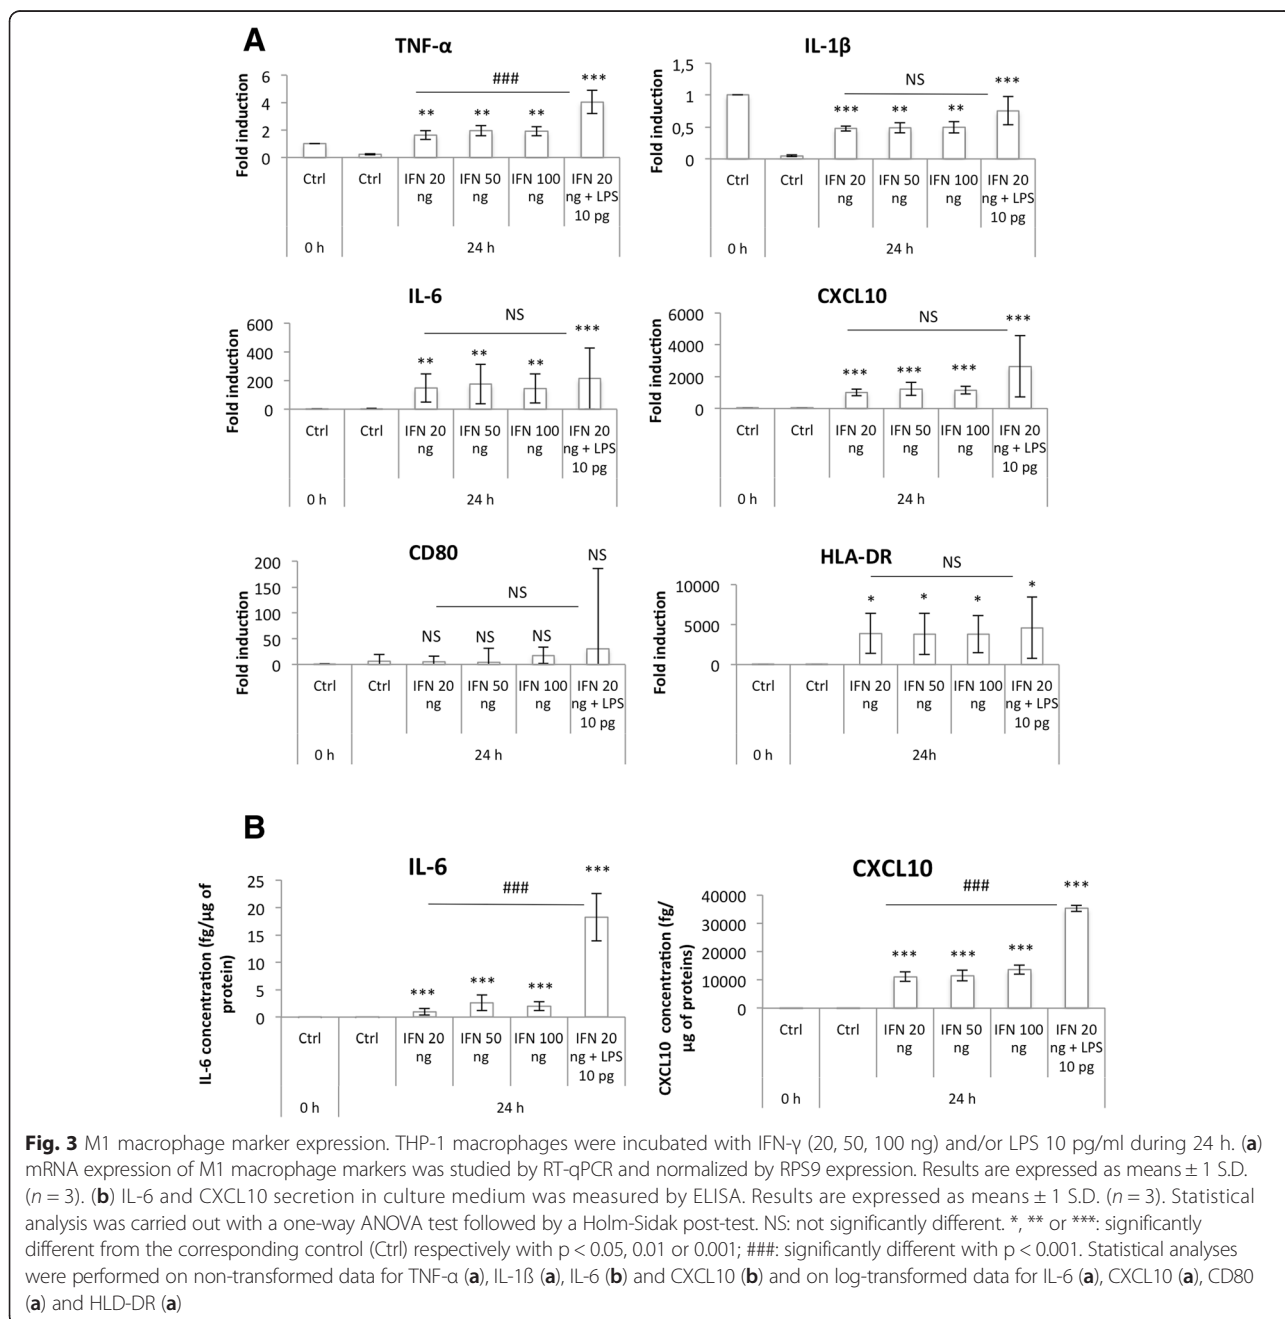 A
TNF-α
Fold induction
6
4
2
0
###
**
**
**
***
Ctrl
Ctrl
IFN 20 ng
IFN 50 ng
IFN 100 ng
IFN 20 ng + LPS 10 pg
0 h
24 h
IL-1β
Fold induction
1,5
1
0,5
0
NS
***
**
**
***
Ctrl
Ctrl
IFN 20 ng
IFN 50 ng
IFN 100 ng
IFN 20 ng + LPS 10 pg
0 h
24 h
IL-6
Fold induction
600
400
200
0
NS
**
**
**
***
Ctrl
Ctrl
IFN 20 ng
IFN 50 ng
IFN 100 ng
IFN 20 ng + LPS 10 pg
0 h
24 h
CXCL10
Fold induction
6000
4000
2000
0
NS
***
***
***
***
Ctrl
Ctrl
IFN 20 ng
IFN 50 ng
IFN 100 ng
IFN 20 ng + LPS 10 pg
0 h
24 h
CD80
Fold induction
200
150
100
50
0
NS
NS
NS
NS
NS
Ctrl
Ctrl
IFN 20 ng
IFN 50 ng
IFN 100 ng
IFN 20 ng + LPS 10 pg
0 h
24 h
HLA-DR
Fold induction
10000
5000
0
NS
*
*
*
*
Ctrl
Ctrl
IFN 20 ng
IFN 50 ng
IFN 100 ng
IFN 20 ng + LPS 10 pg
0 h
24h
B
IL-6
IL-6 concentration (fg/µg of protein)
25
20
15
10
5
0
###
***
***
***
***
Ctrl
Ctrl
IFN 20 ng
IFN 50 ng
IFN 100 ng
IFN 20 ng + LPS 10 pg
0 h
24 h
CXCL10
CXCL10 concentration (fg/µg of proteins)
40000
30000
20000
10000
0
###
***
***
***
***
Ctrl
Ctrl
IFN 20 ng
IFN 50 ng
IFN 100 ng
IFN 20 ng + LPS 10 pg
0 h
24 h
Fig. 3 M1 macrophage marker expression. THP-1 macrophages were incubated with IFN-γ (20, 50, 100 ng) and/or LPS 10 pg/ml during 24 h. (a)
mRNA expression of M1 macrophage markers was studied by RT-qPCR and normalized by RPS9 expression. Results are expressed as means ± 1 S.D.
(n = 3). (b) IL-6 and CXCL10 secretion in culture medium was measured by ELISA. Results are expressed as means ± 1 S.D. (n = 3). Statistical
analysis was carried out with a one-way ANOVA test followed by a Holm-Sidak post-test. NS: not significantly different. *, ** or ***: significantly
different from the corresponding control (Ctrl) respectively with p < 0.05, 0.01 or 0.001; ###: significantly different with p < 0.001. Statistical analyses
were performed on non-transformed data for TNF-α (a), IL-1ß (a), IL-6 (b) and CXCL10 (b) and on log-transformed data for IL-6 (a), CXCL10 (a), CD80
(a) and HLD-DR (a)